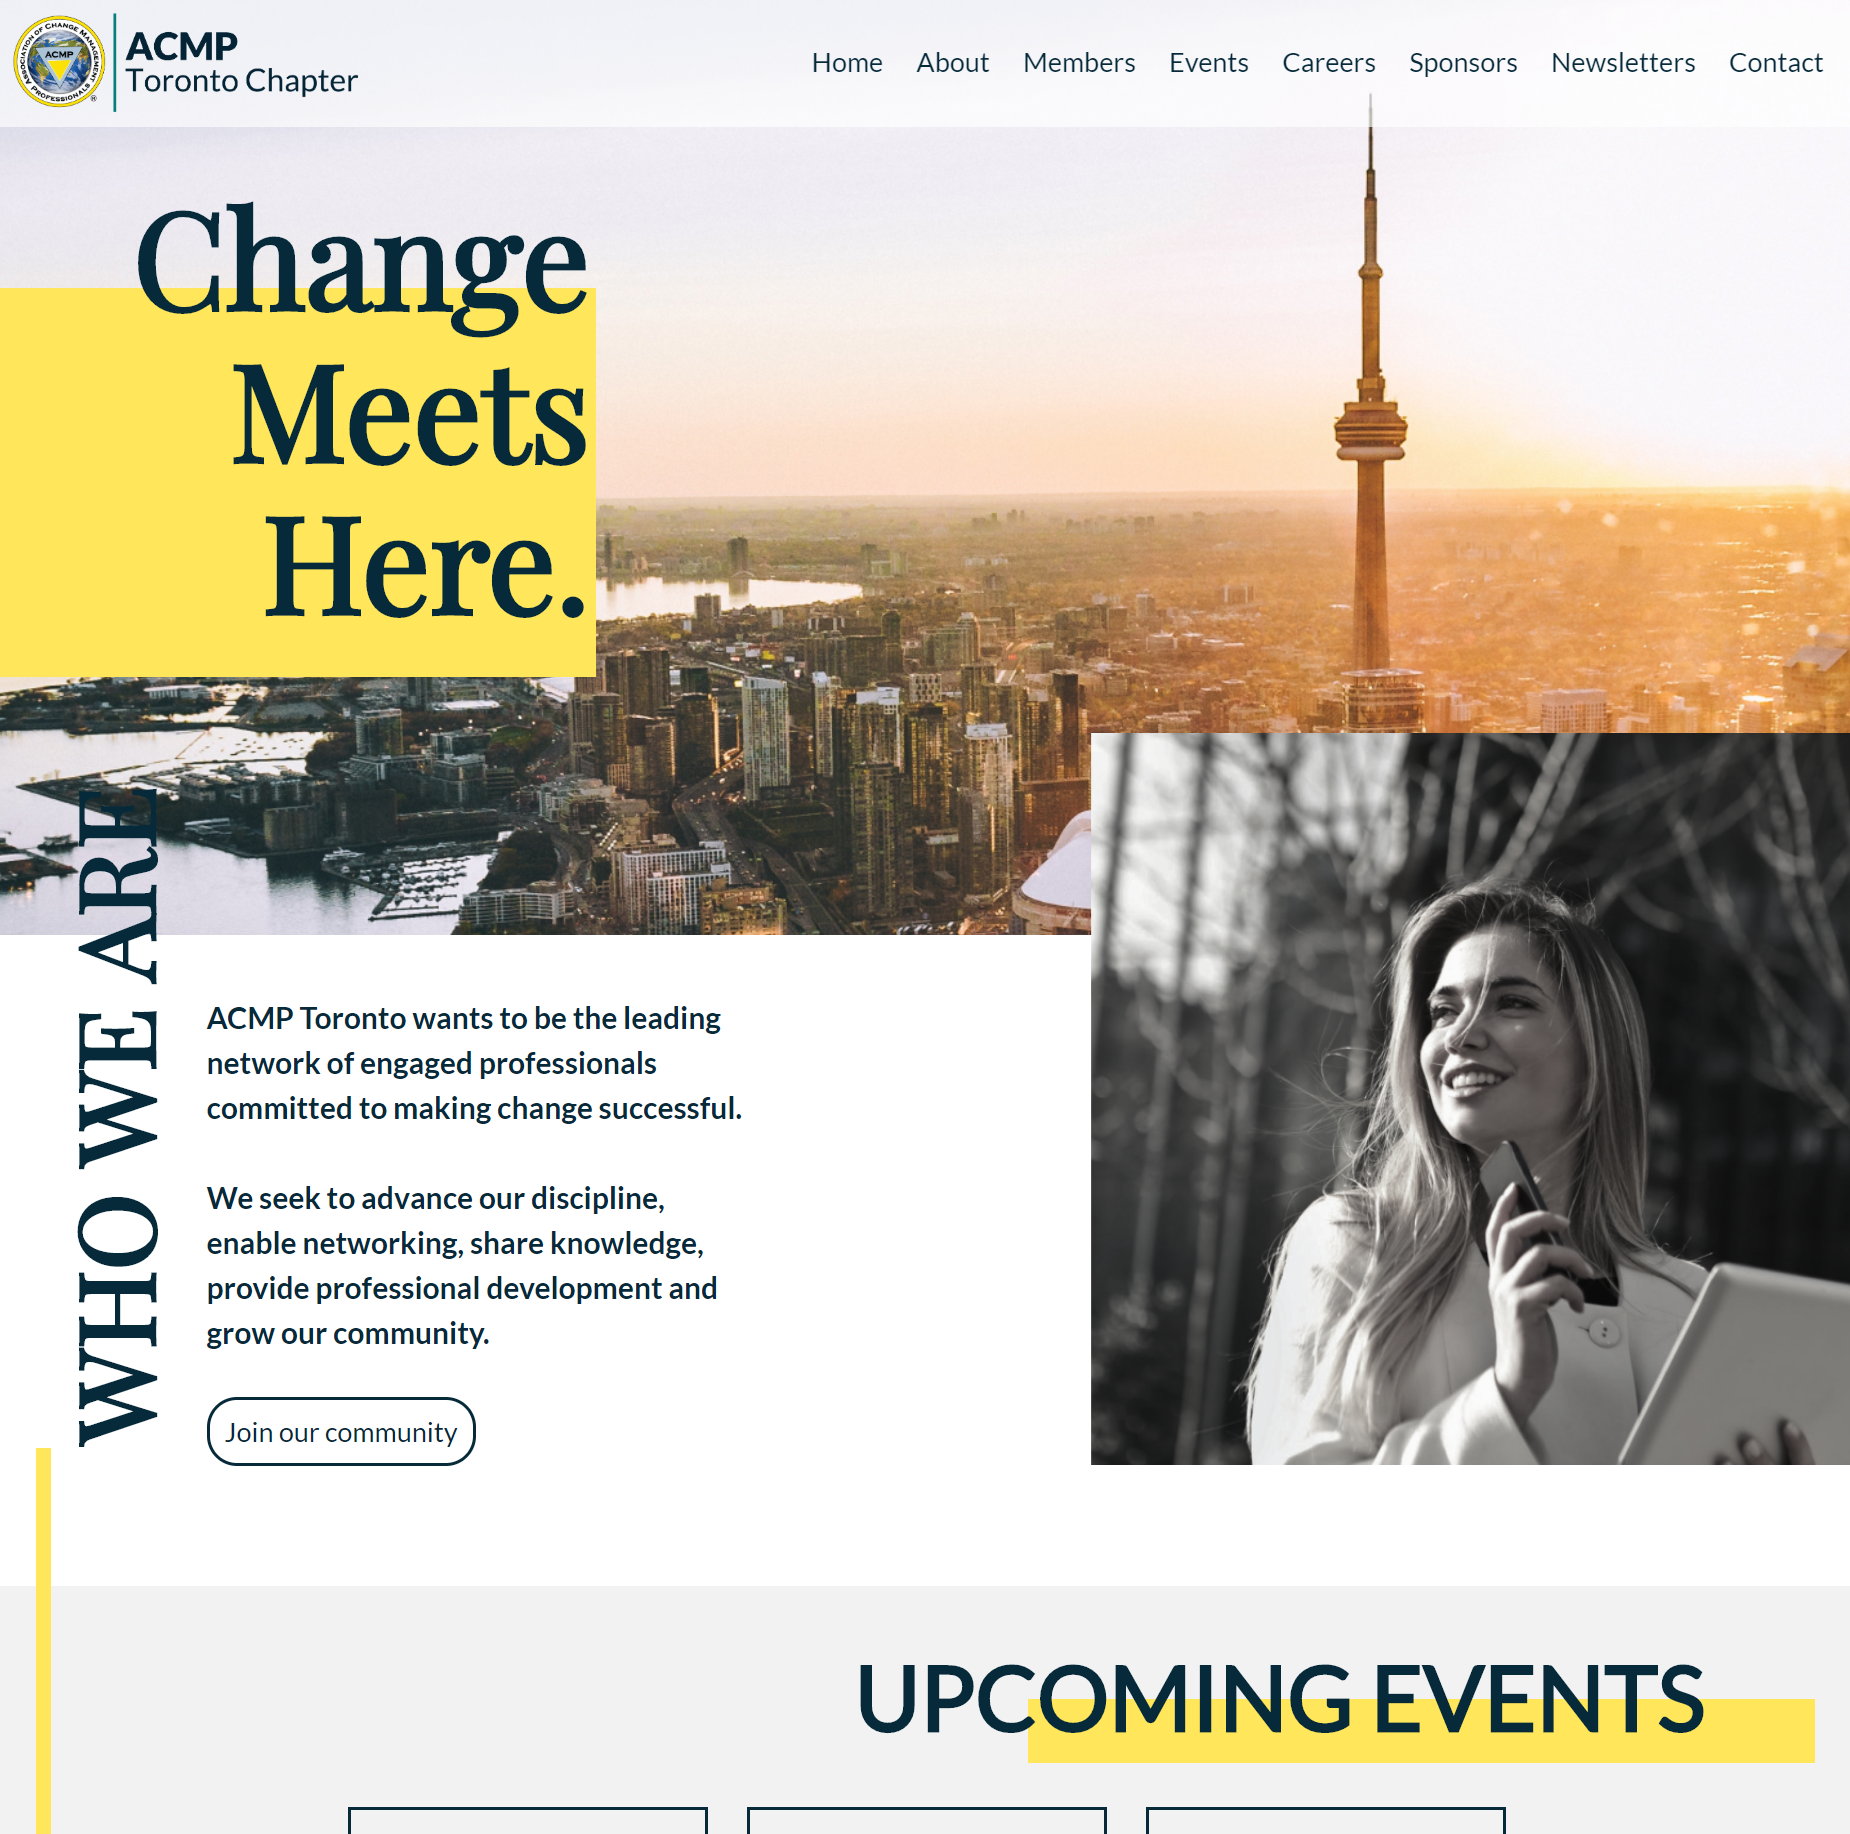 ASSOCIATION OF CHANGE MANAGEMENT PROFESSIONALS
ACMP
®
ACMP
Toronto Chapter
Home About Members Events Careers Sponsors Newsletters Contact
Change
Meets
Here.
WHO WE ARE
ACMP Toronto wants to be the leading
network of engaged professionals
committed to making change successful.
We seek to advance our discipline,
enable networking, share knowledge,
provide professional development and
grow our community.
Join our community
UPCOMING EVENTS